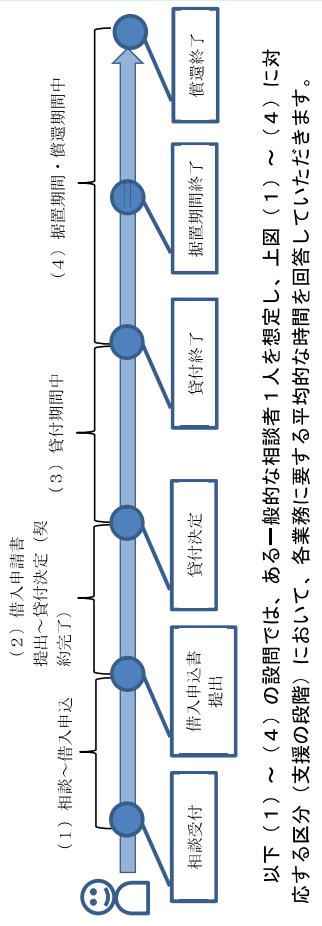 (1)相談～借入申込
(2)借入申請書
提出～貸付決定(契
約完了)
(3)貸付期間中
(4)据置期間・償還期間中
相談受付
借入申込書
提出
貸付決定
貸付終了
据置期間終了
償還終了
以下(1)～(4)の設問では、ある一般的な相談者1人を想定し、上図(1)～(4)に対
応する区分(支援の段階)において、各業務に要する平均的な時間を回答していただきます。